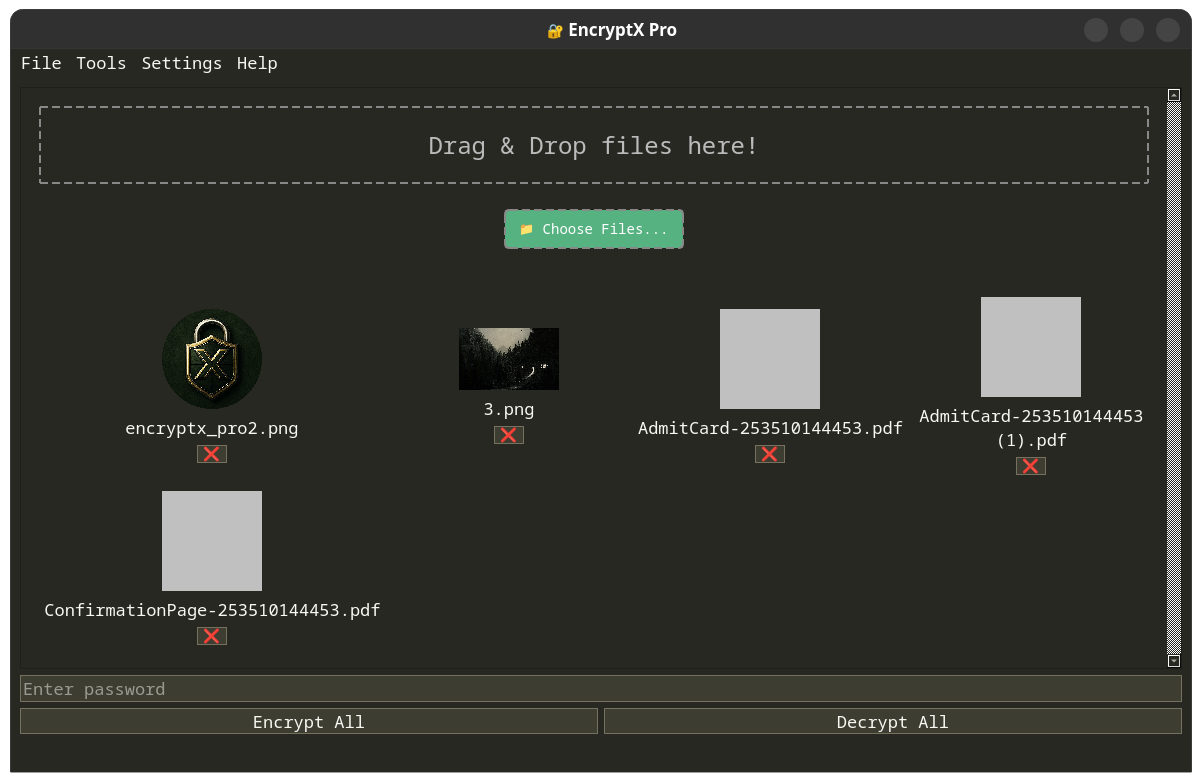 🔐 EncryptX Pro
File Tools Settings Help
Drag & Drop files here!
📁 Choose Files...
X
encryptx_pro2.png
3.png
AdmitCard-253510144453.pdf
AdmitCard-253510144453
(1).pdf
ConfirmationPage-253510144453.pdf
Enter password
Encrypt All
Decrypt All